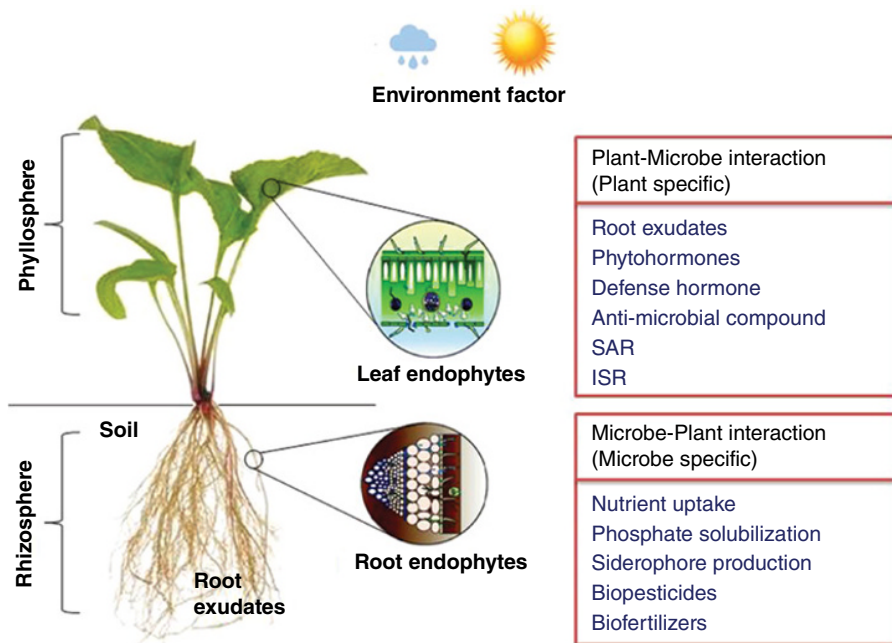 Environment factor
Phyllosphere
Leaf endophytes
Soil
Rhizosphere
Root
exudates
Root endophytes
Plant-Microbe interaction
(Plant specific)
Root exudates
Phytohormones
Defense hormone
Anti-microbial compound
SAR
ISR
Microbe-Plant interaction
(Microbe specific)
Nutrient uptake
Phosphate solubilization
Siderophore production
Biopesticides
Biofertilizers